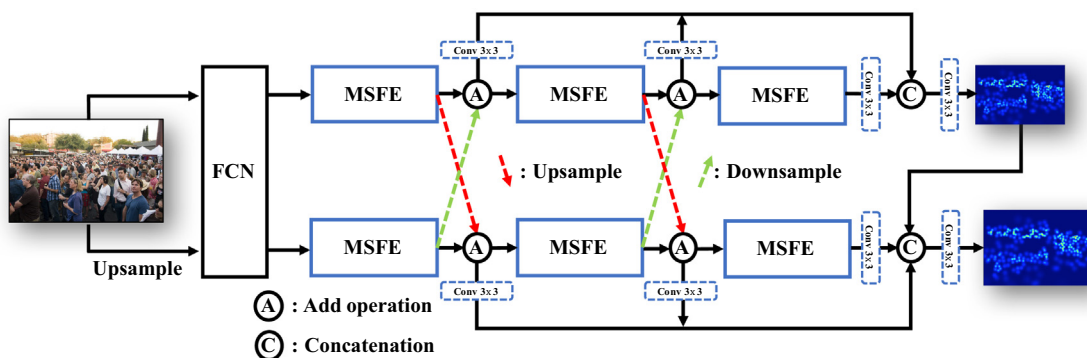 Conv 3x3
Conv 3x3
MSFE
A
MSFE
A
MSFE
Conv 3x3
C
Conv 3x3
FCN
: Upsample
: Downsample
MSFE
A
MSFE
A
MSFE
Conv 3x3
C
Conv 3x3
Upsample
Conv 3x3
Conv 3x3
A : Add operation
C : Concatenation